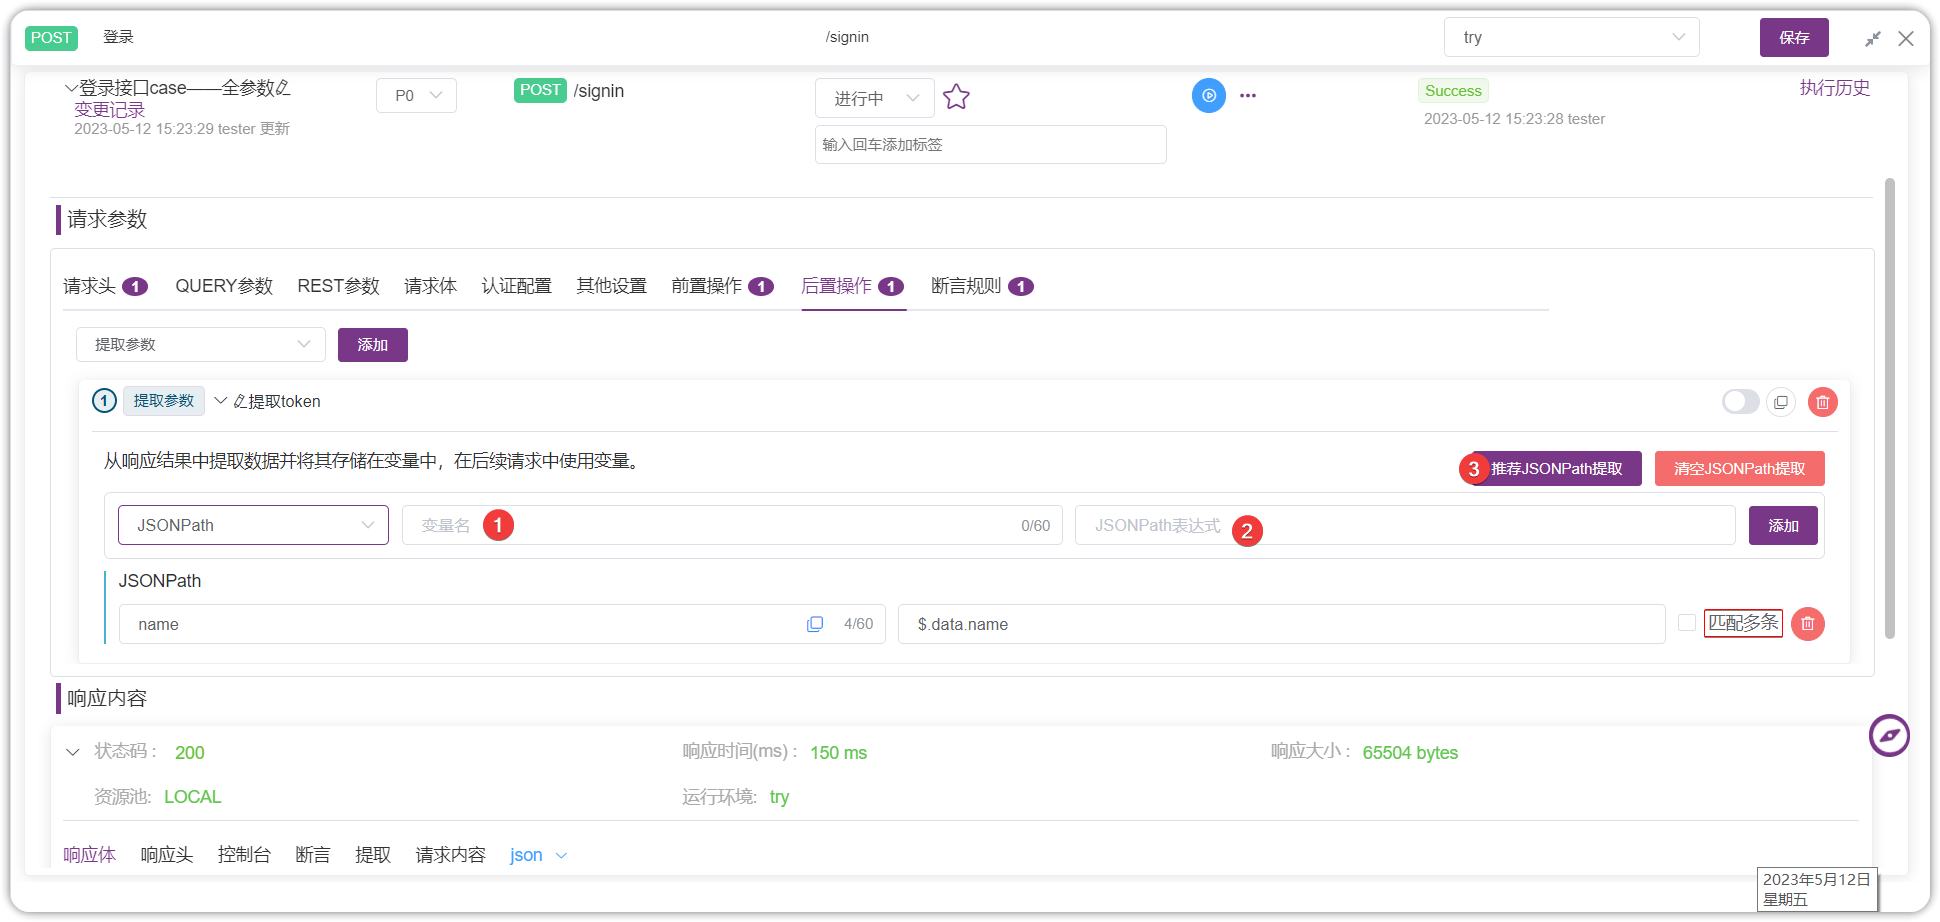 POST 登录 /signin try 保存
登录接口case——全参数 P0 POST /signin 进行中 Success 执行历史
变更记录
2023-05-12 15:23:29 tester 更新 2023-05-12 15:23:28 tester
输入回车添加标签
请求参数
请求头 1 QUERY参数 REST参数 请求体 认证配置 其他设置 前置操作 1 后置操作 1 断言规则 1
提取参数 添加
1 提取参数 提取token
从响应结果中提取数据并将其存储在变量中，在后续请求中使用变量。 3 推荐JSONPath提取 清空JSONPath提取
JSONPath 变量名 1 0/60 JSONPath表达式 2 添加
JSONPath
name 4/60 $.data.name 匹配多条
响应内容
状态码： 200 响应时间(ms)： 150 ms 响应大小： 65504 bytes
资源池: LOCAL 运行环境: try
响应体 响应头 控制台 断言 提取 请求内容 json
2023年5月12日
星期五